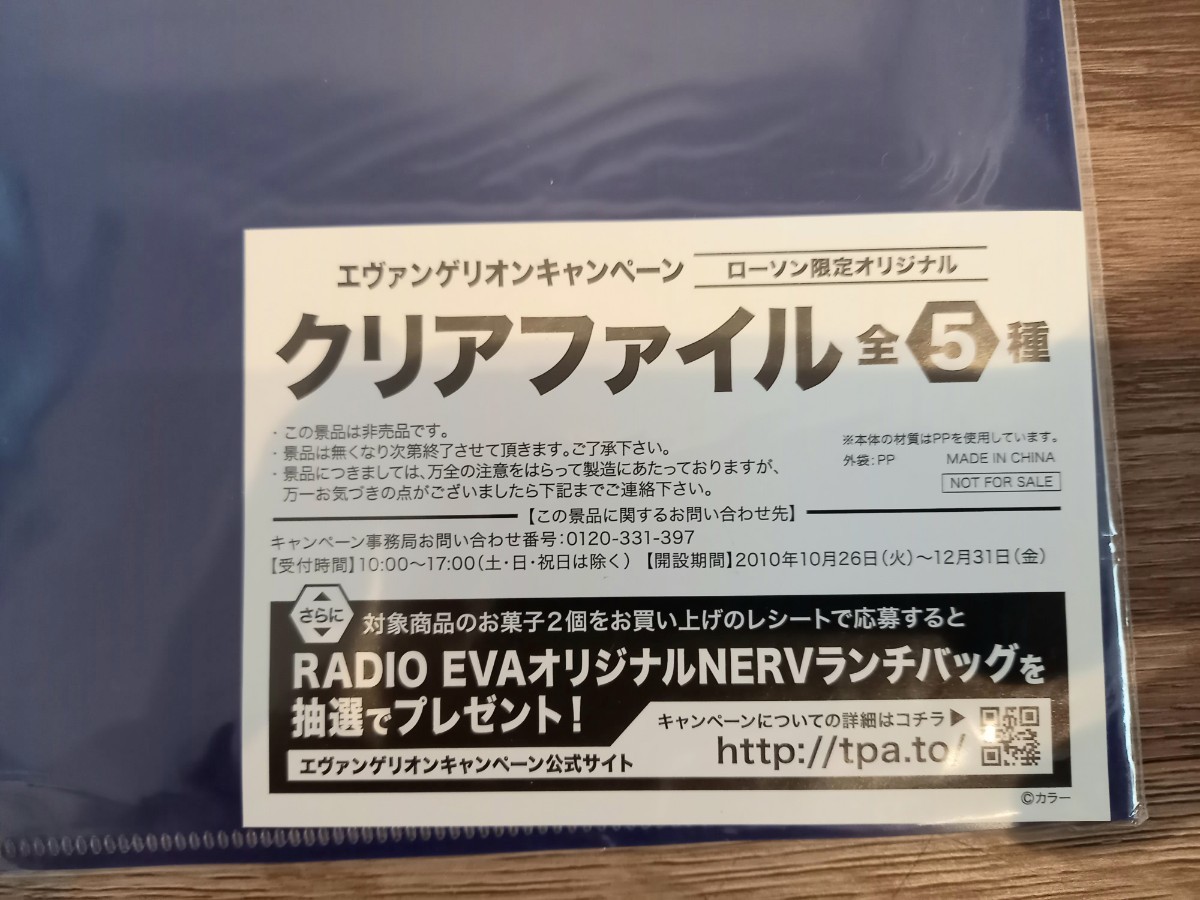 エヴァンゲリオンキャンペーン ローソン限定オリジナル
クリアファイル 全5種
・この景品は非売品です。
・景品は無くなり次第終了させて頂きます。ご了承下さい。
・景品につきましては、万全の注意をはらって製造にあたっておりますが、
万一お気づきの点がございましたら下記までご連絡下さい。
※本体の材質はPPを使用しています。
外袋:PP MADE IN CHINA
NOT FOR SALE
【この景品に関するお問い合わせ先】
キャンペーン事務局お問い合わせ番号:0120-331-397
【受付時間】10:00〜17:00(土・日・祝日は除く) 【開設期間】2010年10月26日(火)〜12月31日(金)
さらに 対象商品のお菓子2個をお買い上げのレシートで応募すると
RADIO EVAオリジナルNERVランチバッグを
抽選でプレゼント!
キャンペーンについての詳細はコチラ▶
エヴァンゲリオンキャンペーン公式サイト http://tpa.to/
©カラー